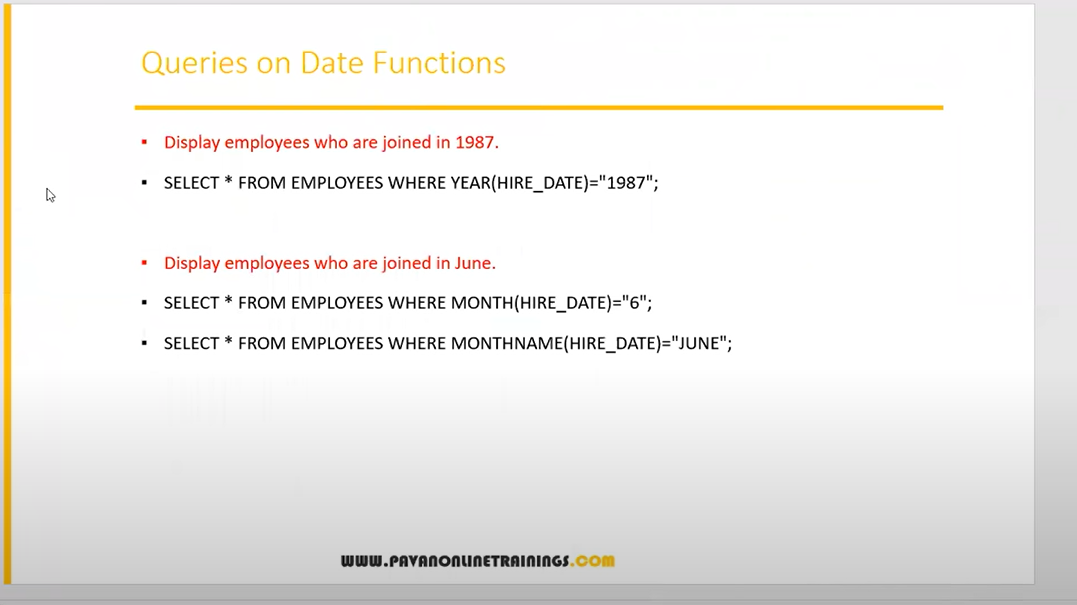 Queries on Date Functions
▪ Display employees who are joined in 1987.
▪ SELECT * FROM EMPLOYEES WHERE YEAR(HIRE_DATE)="1987";
▪ Display employees who are joined in June.
▪ SELECT * FROM EMPLOYEES WHERE MONTH(HIRE_DATE)="6";
▪ SELECT * FROM EMPLOYEES WHERE MONTHNAME(HIRE_DATE)="JUNE";
WWW.PAVANONLINETRAININGS.COM